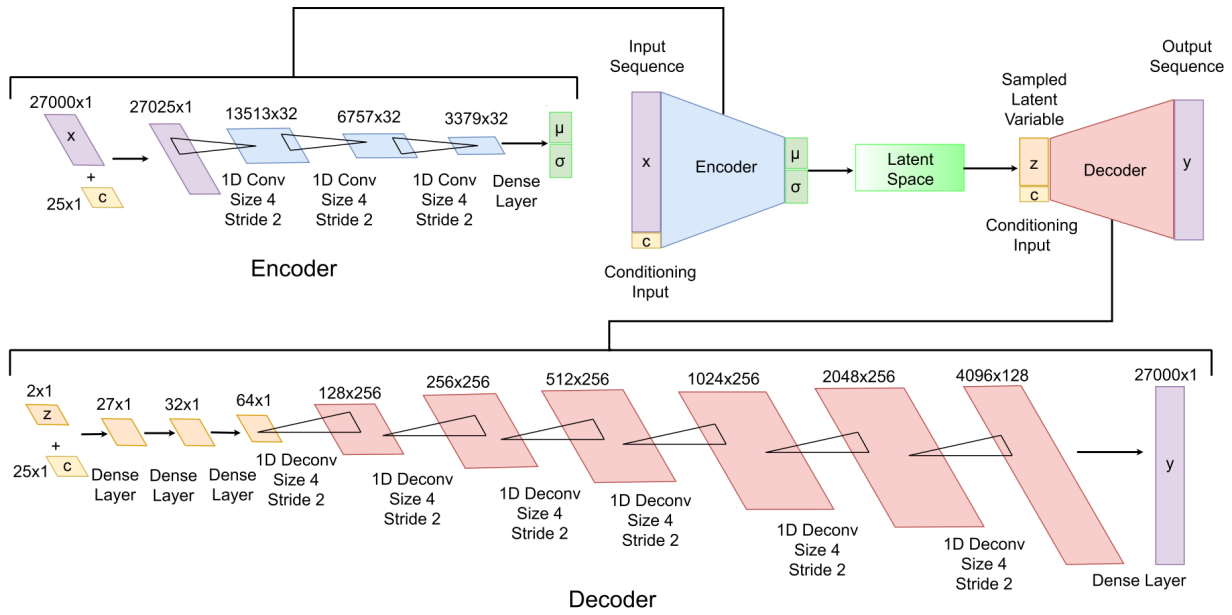 27000x1
x
+
25x1
c
27025x1
13513x32
6757x32
3379x32
1D Conv
Size 4
Stride 2
1D Conv
Size 4
Stride 2
1D Conv
Size 4
Stride 2
Dense
Layer
μ
σ
Encoder
Input
Sequence
x
c
Conditioning
Input
Encoder
μ
σ
Latent
Space
Sampled
Latent
Variable
z
c
Conditioning
Input
Decoder
Output
Sequence
y
2x1
z
+
25x1
c
27x1
32x1
64x1
128x256
256x256
512x256
1024x256
2048x256
4096x128
27000x1
y
Dense
Layer
Dense
Layer
Dense
Layer
1D Deconv
Size 4
Stride 2
1D Deconv
Size 4
Stride 2
1D Deconv
Size 4
Stride 2
1D Deconv
Size 4
Stride 2
1D Deconv
Size 4
Stride 2
1D Deconv
Size 4
Stride 2
Dense Layer
Decoder